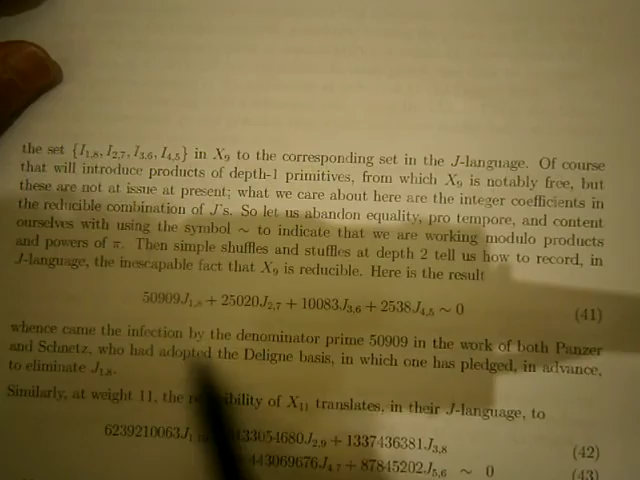 the set {I₁,₈, I₂,₇, I₃,₆, I₄,₅} in X₉ to the corresponding set in the J-language. Of course
that will introduce products of depth-1 primitives, from which X₉ is notably free, but
these are not at issue at present; what we care about here are the integer coefficients in
the reducible combination of J's. So let us abandon equality, pro tempore, and content
ourselves with using the symbol ∼ to indicate that we are working modulo products
and powers of π. Then simple shuffles and stuffles at depth 2 tell us how to record, in
J-language, the inescapable fact that X₉ is reducible. Here is the result
50909J₁,₈ + 25020J₂,₇ + 10083J₃,₆ + 2538J₄,₅ ∼ 0 (41)
whence came the infection by the denominator prime 50909 in the work of both Panzer
and Schnetz, who had adopted the Deligne basis, in which one has pledged, in advance,
to eliminate J₁,₈.
Similarly, at weight 11, the of X₁₁ translates, in their J-language, to
6239210063J₁ 133054680J₂,₉ + 1337436381J₃,₈ (42)
443069676J₄,₇ + 87845202J₅,₆ ∼ 0 (43)